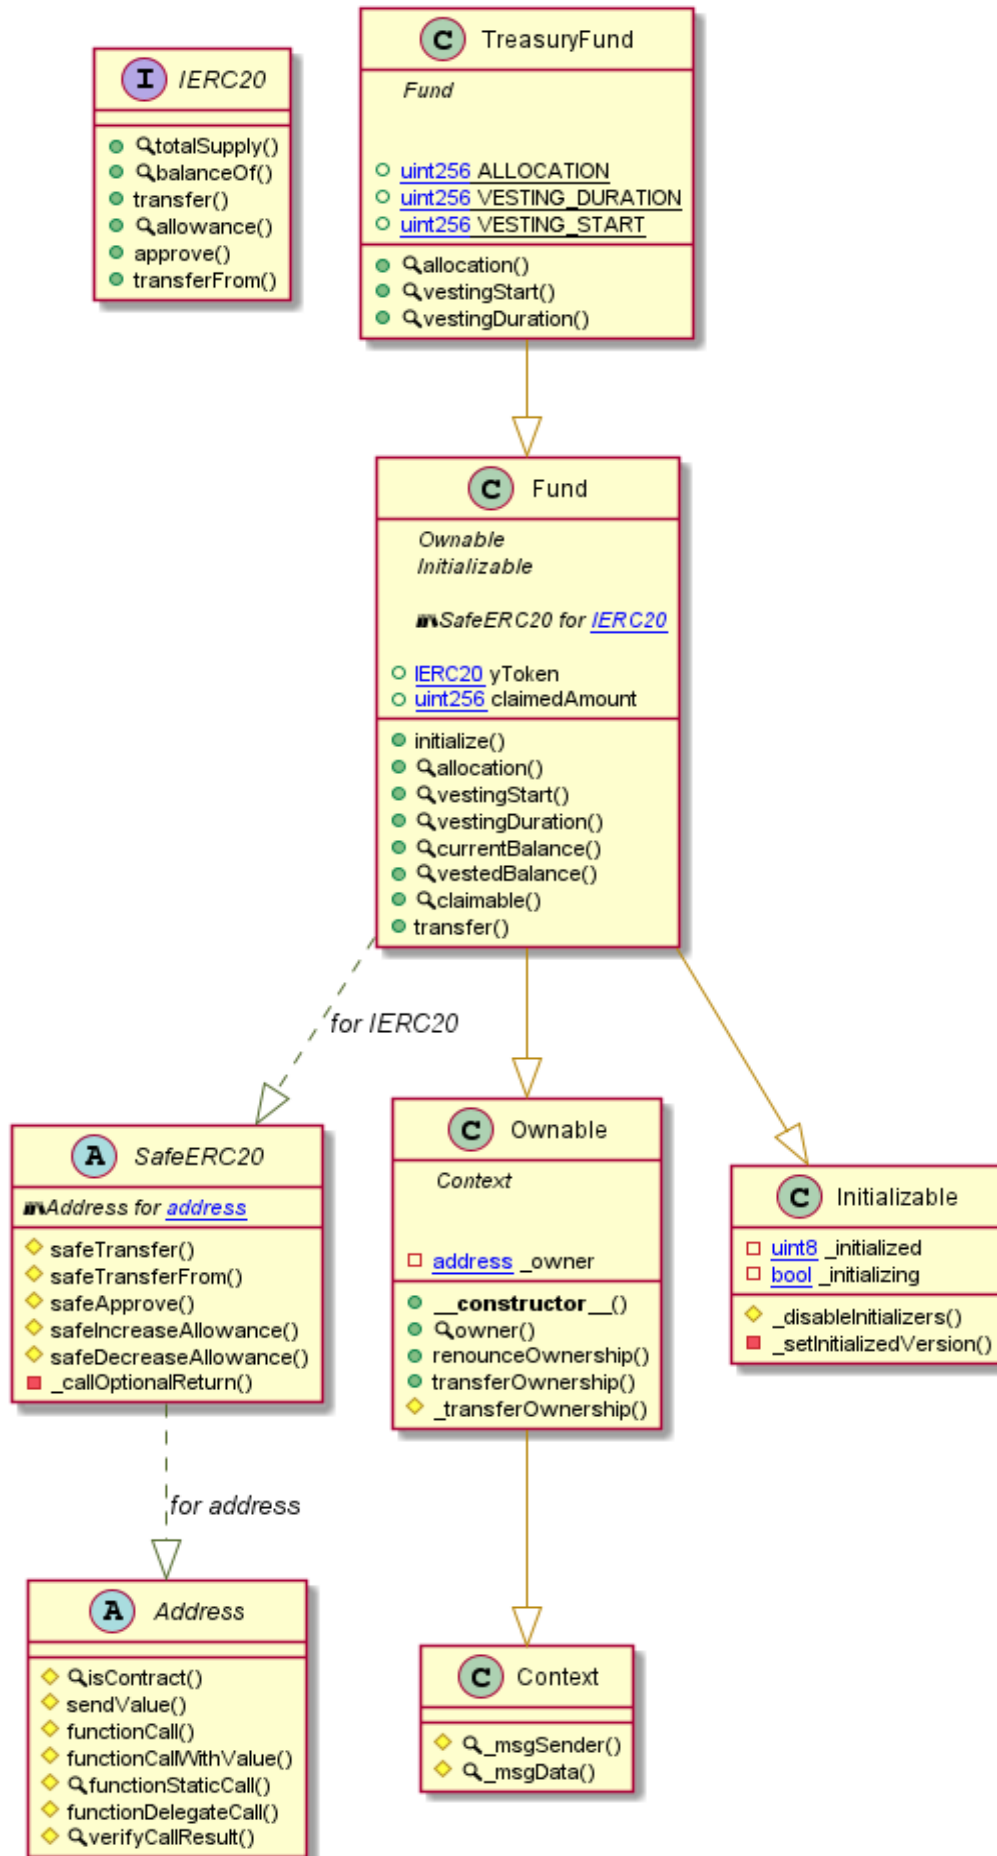 I IERC20
totalSupply()
balanceOf()
transfer()
allowance()
approve()
transferFrom()
C TreasuryFund
Fund
uint256 ALLOCATION
uint256 VESTING_DURATION
uint256 VESTING_START
allocation()
vestingStart()
vestingDuration()
C Fund
Ownable
Initializable
SafeERC20 for IERC20
IERC20 yToken
uint256 claimedAmount
initialize()
allocation()
vestingStart()
vestingDuration()
currentBalance()
vestedBalance()
claimable()
transfer()
for IERC20
A SafeERC20
Address for address
safeTransfer()
safeTransferFrom()
safeApprove()
safeIncreaseAllowance()
safeDecreaseAllowance()
_callOptionalReturn()
C Ownable
Context
address _owner
__constructor__()
owner()
renounceOwnership()
transferOwnership()
_transferOwnership()
C Initializable
uint8 _initialized
bool _initializing
_disableInitializers()
_setInitializedVersion()
for address
A Address
isContract()
sendValue()
functionCall()
functionCallWithValue()
functionStaticCall()
functionDelegateCall()
verifyCallResult()
C Context
_msgSender()
_msgData()